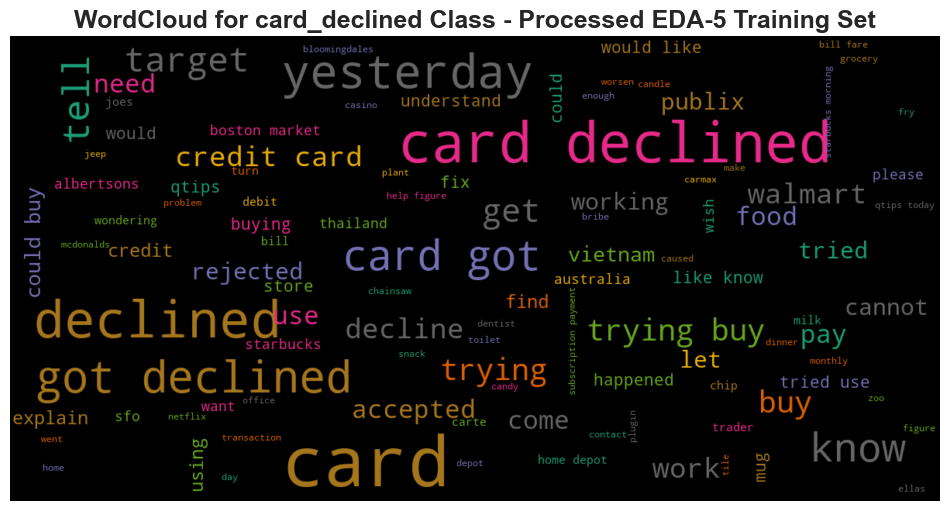 WordCloud for card_declined Class - Processed EDA-5 Training Set
bloomingdales
would like
bill fare
grocery
target
yesterday
tell
need
joes
casino
understand
could
worsen
candle
enough
publix
starbucks morning
fry
would
boston market
card declined
credit card
jeep
turn
plant
make
please
albertsons
qtips
fix
help figure
carmax
working
walmart
qtips today
problem
debit
get
bribe
wish
food
could buy
wondering
buying
thailand
mcdonalds
bill
credit
card got
vietnam
caused
tried
rejected
store
australia
like know
chainsaw
find
subscription payment
cannot
declined
use
decline
dentist
trying buy
milk
pay
starbucks
toilet
dinner
snack
let
monthly
got declined
trying
candy
happened
chip
tried use
office
want
accepted
buy
zoo
explain
sfo
netflix
carte
come
plugin
trader
figure
know
went
transaction
using
card
contact
home
day
depot
home depot
work
tile
mug
ellas